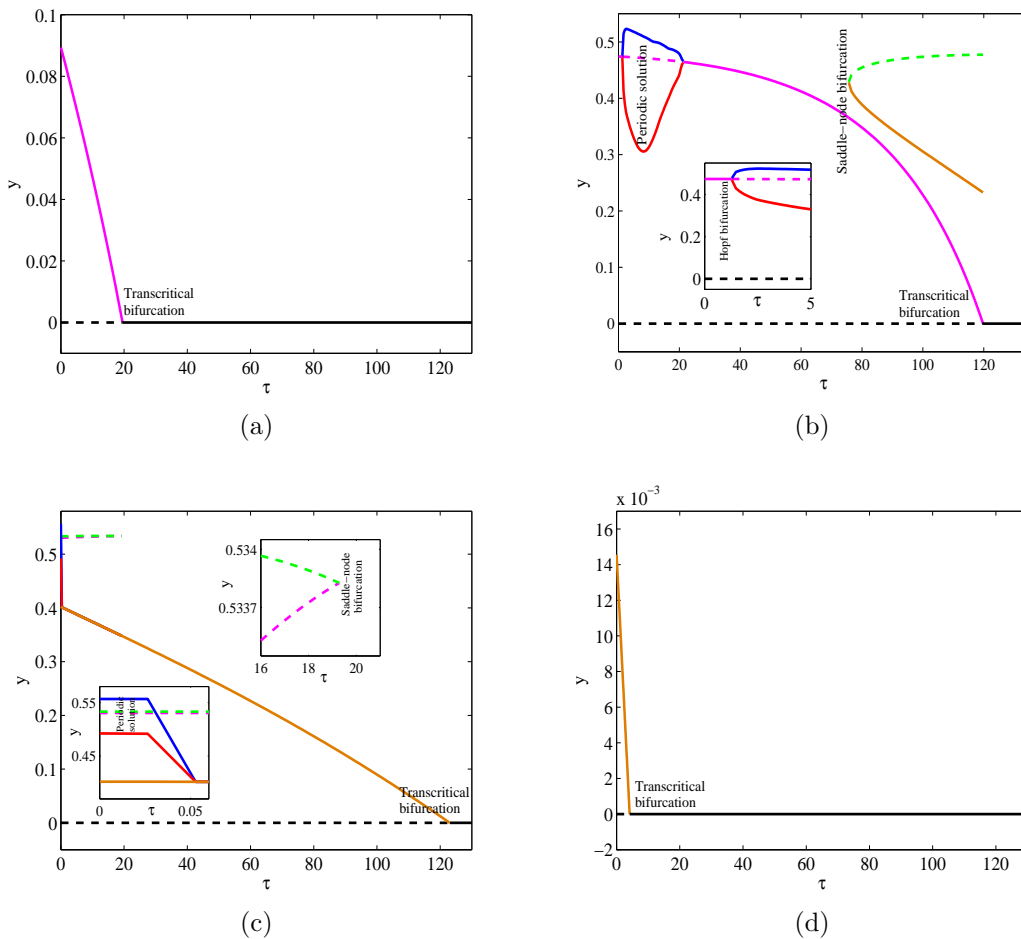 0.1
0.08
0.06
0.04
0.02
0
y
Transcritical
bifurcation
0 20 40 60 80 100 120
τ
(a)
0.5
0.4
0.3
0.2
0.1
0
y
Periodic solution
Saddle−node bifurcation
0.4
0.2
0
y
Hopf bifurcation
0 τ 5
Transcritical
bifurcation
0 20 40 60 80 100 120
τ
(b)
0.5
0.4
0.3
0.2
0.1
0
y
0.534
0.5337
y
Saddle−node
bifurcation
16 18 20
τ
0.55
0.45
y
Periodic
solution
0 τ 0.05
Transcritical
bifurcation
0 20 40 60 80 100 120
τ
(c)
x 10−3
16
14
12
10
8
6
4
2
0
−2
y
Transcritical
bifurcation
0 20 40 60 80 100 120
τ
(d)